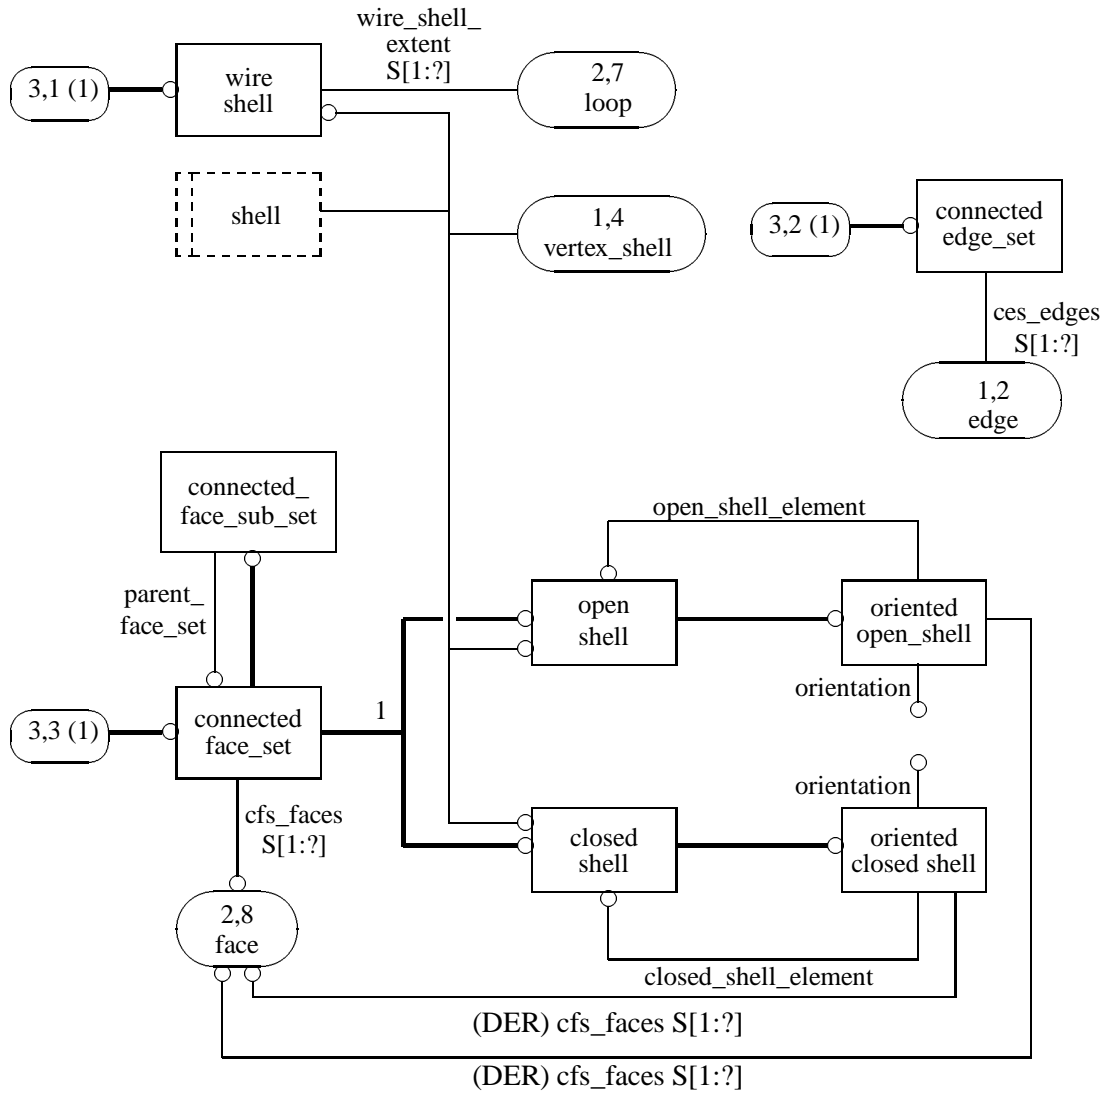 wire_shell_
extent
S[1:?]
3,1 (1)
wire
shell
2,7
loop
shell
1,4
vertex_shell
3,2 (1)
connected
edge_set
ces_edges
S[1:?]
1,2
edge
connected_
face_sub_set
parent_
face_set
open_shell_element
open
shell
oriented
open_shell
orientation
3,3 (1)
connected
face_set
1
orientation
cfs_faces
S[1:?]
closed
shell
oriented
closed shell
2,8
face
closed_shell_element
(DER) cfs_faces S[1:?]
(DER) cfs_faces S[1:?]